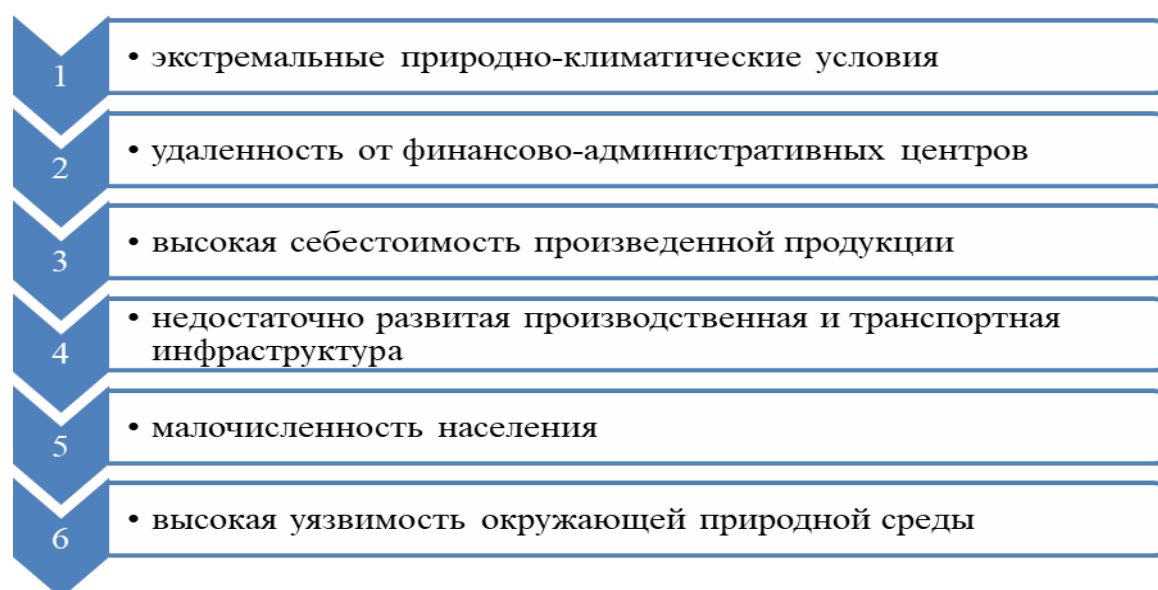 1
• экстремальные природно-климатические условия
2
• удаленность от финансово-административных центров
3
• высокая себестоимость произведенной продукции
4
• недостаточно развитая производственная и транспортная
инфраструктура
5
• малочисленность населения
6
• высокая уязвимость окружающей природной среды